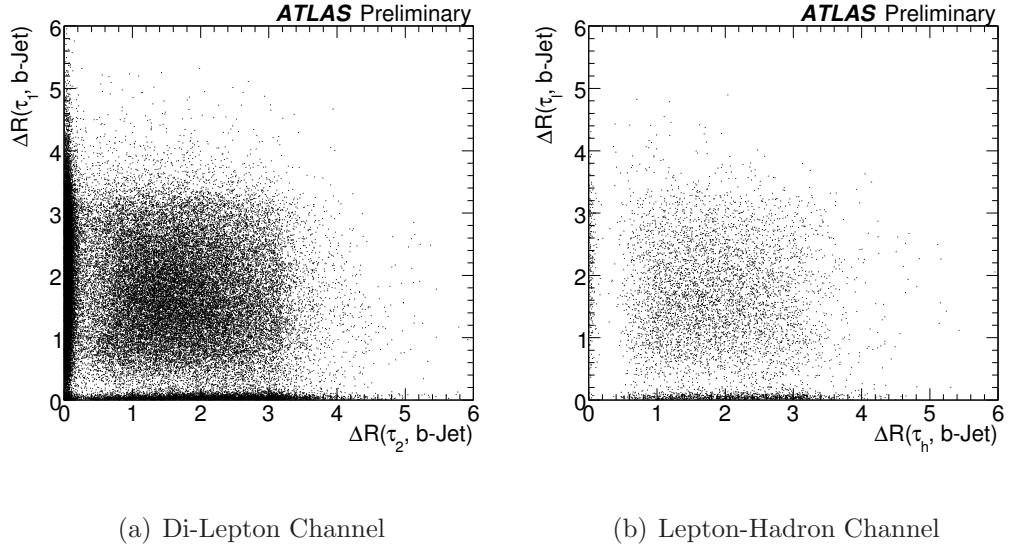 ATLAS Preliminary
ΔR(τ₁, b-Jet)
6
5
4
3
2
1
0
0 1 2 3 4 5 6
ΔR(τ₂, b-Jet)
(a) Di-Lepton Channel
ATLAS Preliminary
ΔR(τₗ, b-Jet)
6
5
4
3
2
1
0
0 1 2 3 4 5 6
ΔR(τₕ, b-Jet)
(b) Lepton-Hadron Channel